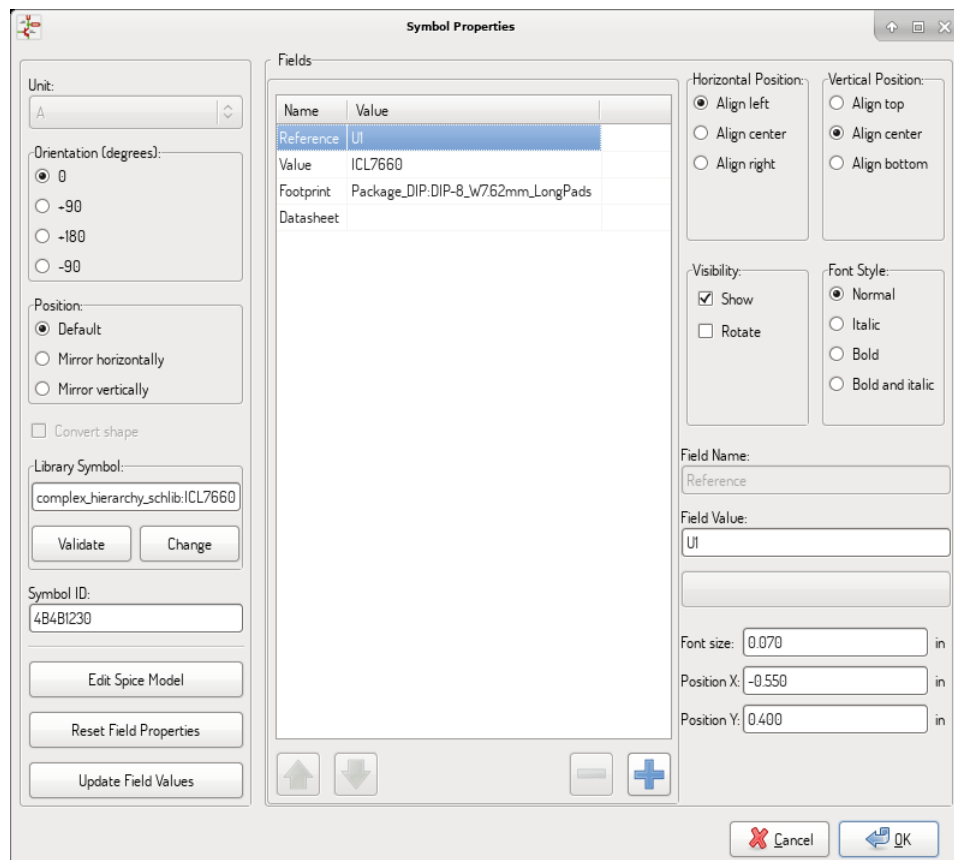 Symbol Properties
Unit:
A
Orientation (degrees):
0
+90
+180
-90
Position:
Default
Mirror horizontally
Mirror vertically
Convert shape
Library Symbol:
complex_hierarchy_schlib:ICL7660
Validate
Change
Symbol ID:
4B4B1230
Edit Spice Model
Reset Field Properties
Update Field Values
Fields
Name Value
Reference U1
Value ICL7660
Footprint Package_DIP:DIP-8_W7.62mm_LongPads
Datasheet
Horizontal Position:
Align left
Align center
Align right
Vertical Position:
Align top
Align center
Align bottom
Visibility:
Show
Rotate
Font Style:
Normal
Italic
Bold
Bold and italic
Field Name:
Reference
Field Value:
U1
Font size: 0.070 in
Position X: -0.550 in
Position Y: 0.400 in
Cancel
OK